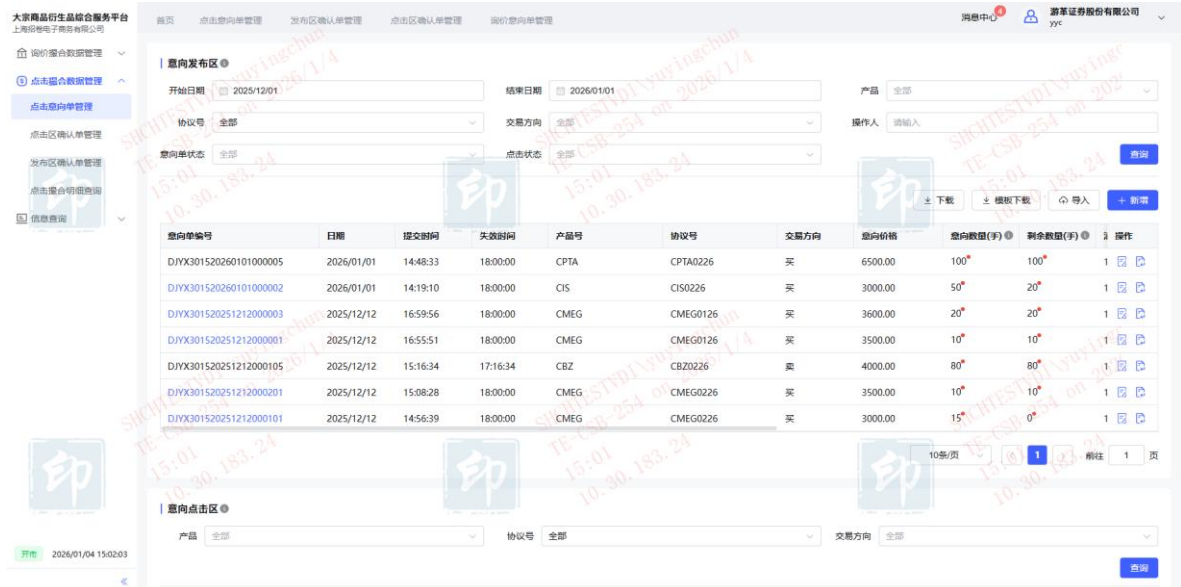 大宗商品衍生品综合服务平台
上海招卷电子商务有限公司
首页 点击意向单管理 发布区确认单管理 点击区确认单管理 询价意向单管理
消息中心 4
游革证券股份有限公司
yyc
询价撮合数据管理
点击撮合数据管理
点击意向单管理
点击区确认单管理
发布区确认单管理
点击撮合明细查询
信息查询
意向发布区
开始日期 2025/12/01 结束日期 2026/01/01 产品 全部
协议号 全部 交易方向 全部 操作人 请输入
意向单状态 全部 点击状态 全部 查询
下载 模板下载 导入 + 新增
意向单编号 日期 提交时间 失效时间 产品号 协议号 交易方向 意向价格 意向数量(手) 剩余数量(手) 操作
DJYX301520260101000005 2026/01/01 14:48:33 18:00:00 CPTA CPTA0226 买 6500.00 100 100 1
DJYX301520260101000002 2026/01/01 14:19:10 18:00:00 CIS CIS0226 买 3000.00 50 20 1
DJYX301520251212000003 2025/12/12 16:59:56 18:00:00 CMEG CMEG0126 买 3600.00 20 20 1
DJYX301520251212000001 2025/12/12 16:55:51 18:00:00 CMEG CMEG0126 买 3500.00 10 10 1
DJYX301520251212000105 2025/12/12 15:16:34 17:16:34 CBZ CBZ0226 卖 4000.00 80 80 1
DJYX301520251212000201 2025/12/12 15:08:28 18:00:00 CMEG CMEG0226 买 3500.00 10 10 1
DJYX301520251212000101 2025/12/12 14:56:39 18:00:00 CMEG CMEG0226 买 3000.00 15 0 1
10条/页 1 前往 1 页
意向点击区
产品 全部 协议号 全部 交易方向 全部
查询
开市 2026/01/04 15:02:03
SHCHTESTVDI\yuyingchun
TE-CSB-254 on 2026/1/4
15:01
10.30.183.24
印